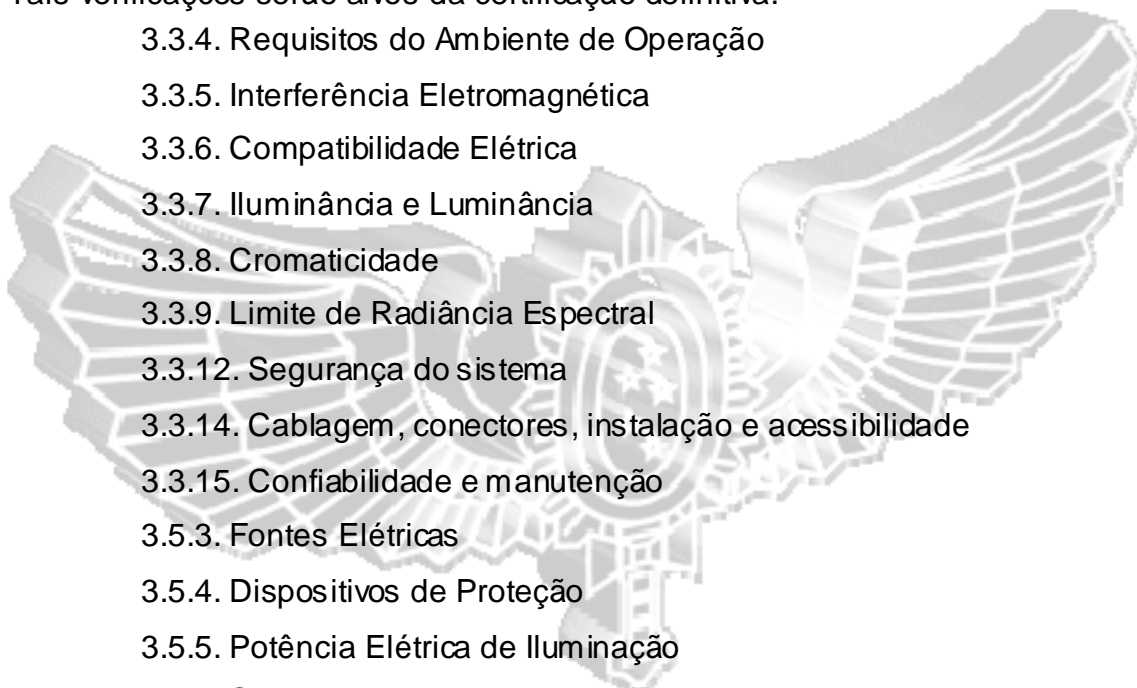 3.3.4. Requisitos do Ambiente de Operação
3.3.5. Interferência Eletromagnética
3.3.6. Compatibilidade Elétrica
3.3.7. Iluminância e Luminância
3.3.8. Cromaticidade
3.3.9. Limite de Radiância Espectral
3.3.12. Segurança do sistema
3.3.14. Cablagem, conectores, instalação e acessibilidade
3.3.15. Confiabilidade e manutenção
3.5.3. Fontes Elétricas
3.5.4. Dispositivos de Proteção
3.5.5. Potência Elétrica de Iluminação